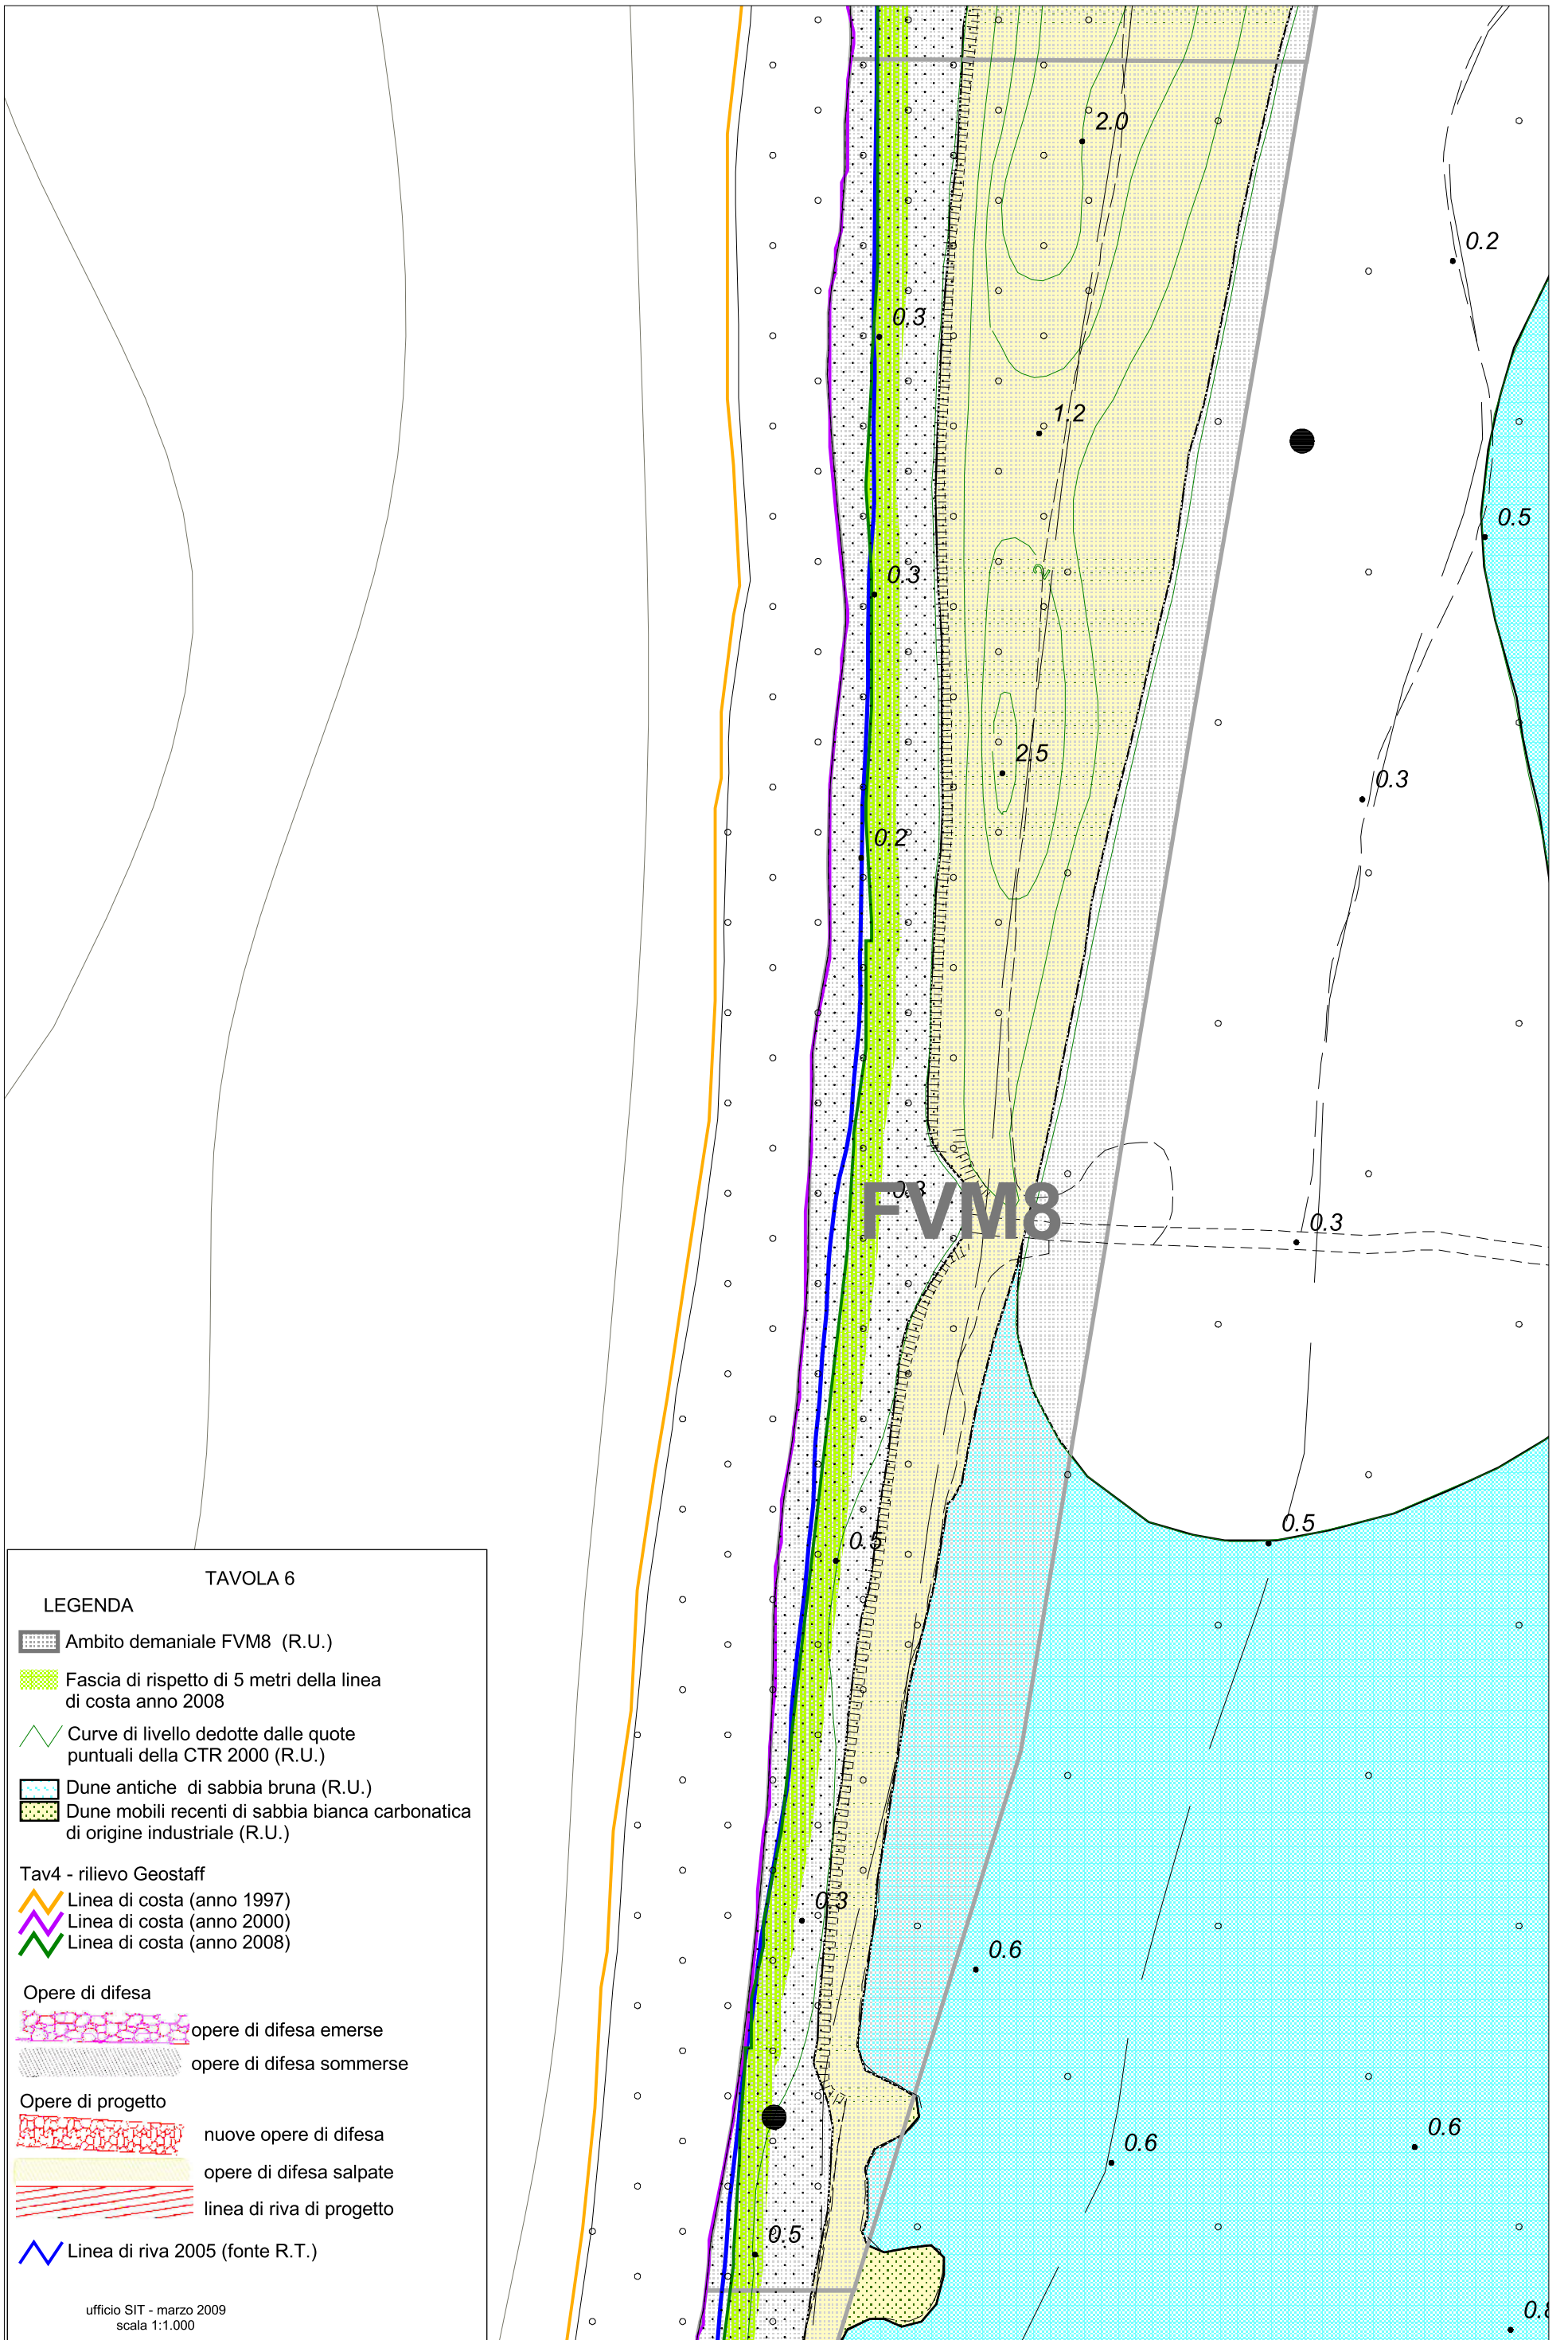 2.0
0.2
0.3
1.2
0.5
0.3
2
2.5
0.3
0.2
0.3
FVM8
0.3
0.5
0.5
0.3
0.6
0.6
0.6
0.5
TAVOLA 6
LEGENDA
Ambito demaniale FVM8 (R.U.)
Fascia di rispetto di 5 metri della linea
di costa anno 2008
Curve di livello dedotte dalle quote
puntuali della CTR 2000 (R.U.)
Dune antiche di sabbia bruna (R.U.)
Dune mobili recenti di sabbia bianca carbonatica
di origine industriale (R.U.)
Tav4 - rilievo Geostaff
Linea di costa (anno 1997)
Linea di costa (anno 2000)
Linea di costa (anno 2008)
Opere di difesa
opere di difesa emerse
opere di difesa sommerse
Opere di progetto
nuove opere di difesa
opere di difesa salpate
linea di riva di progetto
Linea di riva 2005 (fonte R.T.)
ufficio SIT - marzo 2009
scala 1:1.000